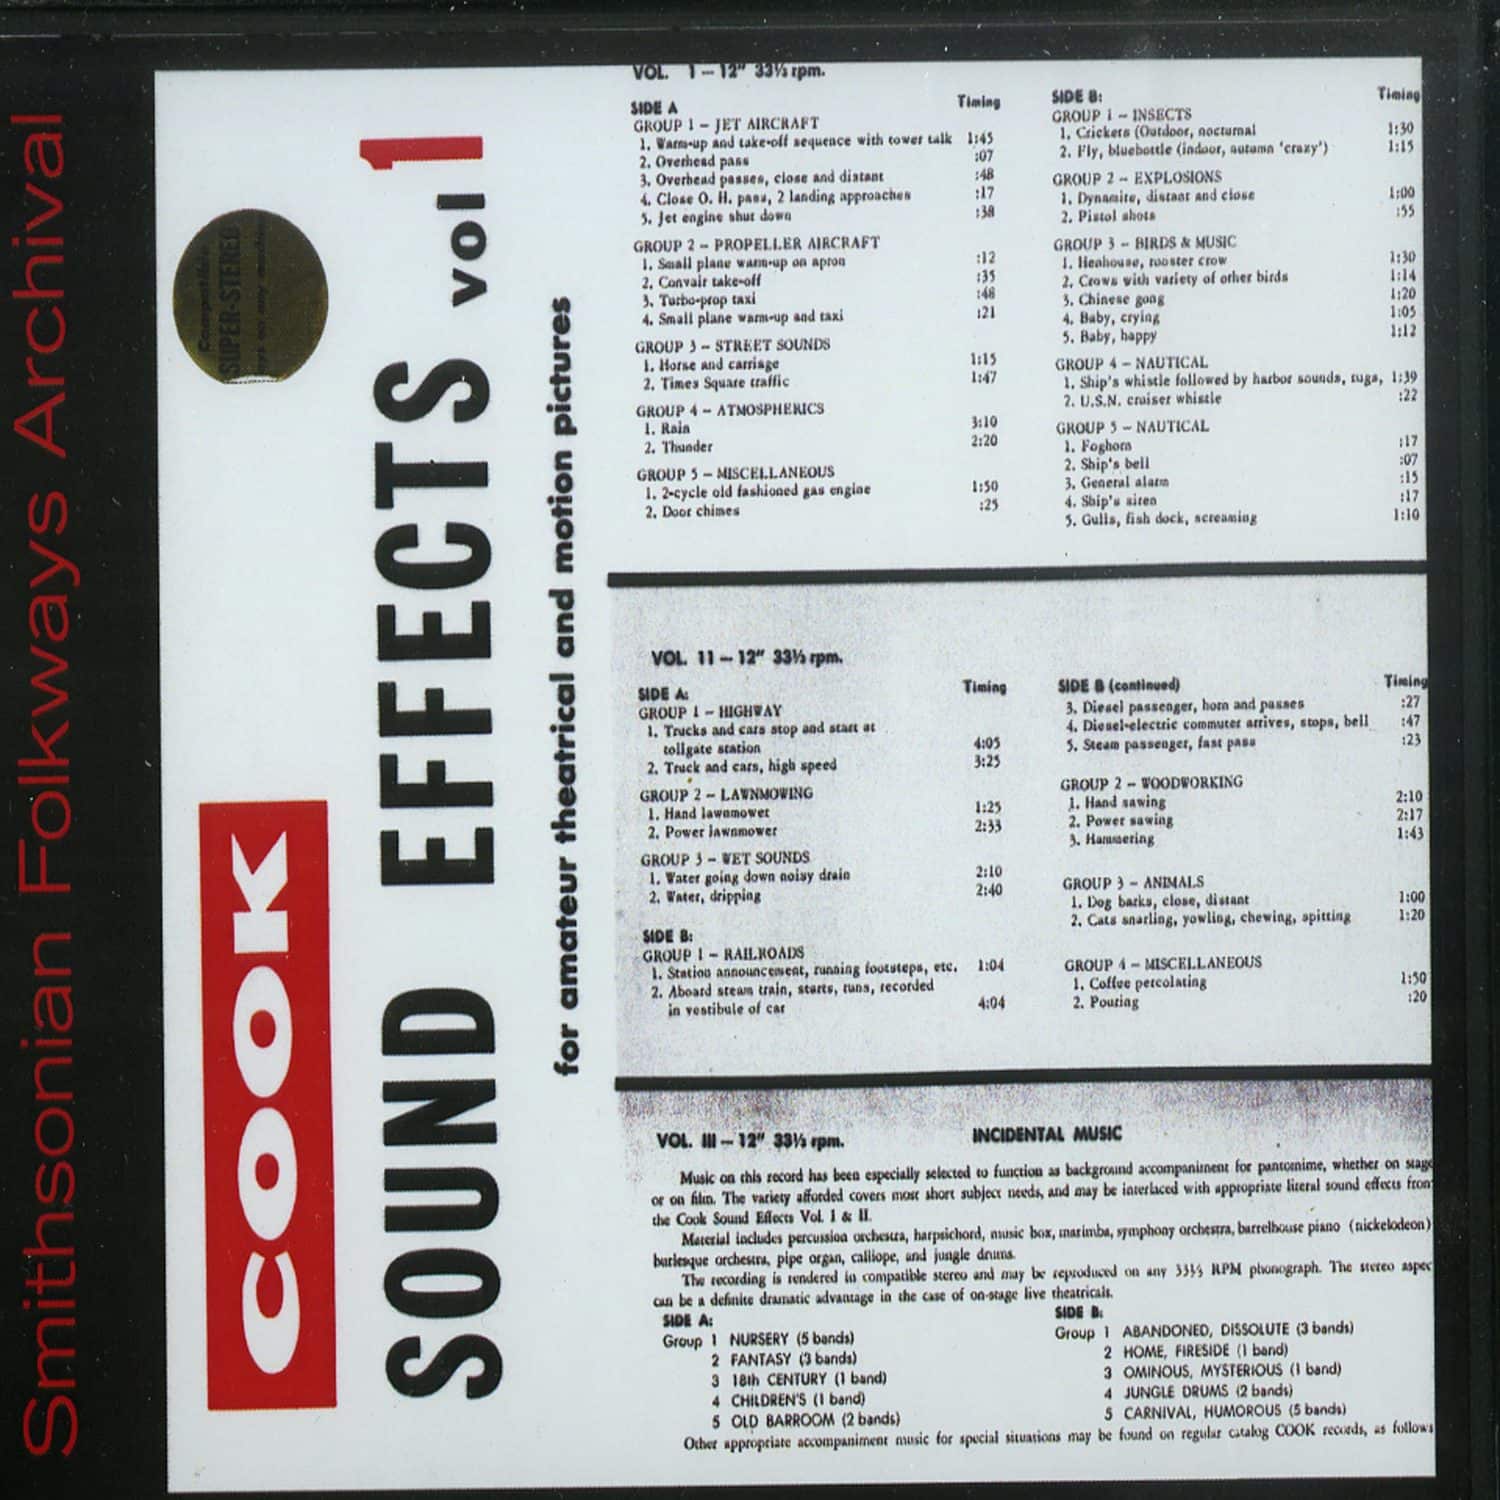 Smithsonian Folkways Archival
Compatible
SUPER-STEREO
COOK
SOUND EFFECTS vol 1
for amateur theatrical and motion pictures
VOL. 1 — 12" 33⅓ rpm.
SIDE A Timing
GROUP 1 - JET AIRCRAFT
1. Warm-up and take-off sequence with tower talk 1:45
2. Overhead pass :07
3. Overhead passes, close and distant :48
4. Close O. H. pass, 2 landing approaches :17
5. Jet engine shut down :38
GROUP 2 - PROPELLER AIRCRAFT
1. Small plane warm-up on apron :12
2. Convair take-off :35
3. Turbo-prop taxi :48
4. Small plane warm-up and taxi :21
GROUP 3 - STREET SOUNDS
1. Horse and carriage 1:15
2. Times Square traffic 1:47
GROUP 4 - ATMOSPHERICS
1. Rain 3:10
2. Thunder 2:20
GROUP 5 - MISCELLANEOUS
1. 2-cycle old fashioned gas engine 1:50
2. Door chimes :25
SIDE B: Timing
GROUP 1 - INSECTS
1. Crickets (Outdoor, nocturnal 1:30
2. Fly, bluebottle (indoor, autumn 'crazy') 1:15
GROUP 2 - EXPLOSIONS
1. Dynamite, distant and close 1:00
2. Pistol shots :55
GROUP 3 - BIRDS & MUSIC
1. Henhouse, rooster crow 1:30
2. Crows with variety of other birds 1:14
3. Chinese gong 1:20
4. Baby, crying 1:05
5. Baby, happy 1:12
GROUP 4 - NAUTICAL
1. Ship's whistle followed by harbor sounds, tugs, 1:39
2. U.S.N. cruiser whistle :22
GROUP 5 - NAUTICAL
1. Foghorn :17
2. Ship's bell :07
3. General alarm :15
4. Ship's siren :17
5. Gulls, fish dock, screaming 1:10
VOL. 11 — 12" 33⅓ rpm.
SIDE A: Timing
GROUP 1 - HIGHWAY
1. Trucks and cars stop and start at
tollgate station 4:05
2. Truck and cars, high speed 3:25
GROUP 2 - LAWNMOWING
1. Hand lawnmower 1:25
2. Power lawnmower 2:33
GROUP 3 - WET SOUNDS
1. Water going down noisy drain 2:10
2. Water, dripping 2:40
SIDE B:
GROUP 1 - RAILROADS
1. Station announcement, running footsteps, etc. 1:04
2. Aboard steam train, starts, runs, recorded
in vestibule of car 4:04
SIDE B (continued) Timing
3. Diesel passenger, horn and passes :27
4. Diesel-electric commuter arrives, stops, bell :47
5. Steam passenger, fast pass :23
GROUP 2 - WOODWORKING
1. Hand sawing 2:10
2. Power sawing 2:17
3. Hammering 1:43
GROUP 3 - ANIMALS
1. Dog barks, close, distant 1:00
2. Cats snarling, yowling, chewing, spitting 1:20
GROUP 4 - MISCELLANEOUS
1. Coffee percolating 1:50
2. Pouring :20
VOL. III — 12" 33⅓ rpm. INCIDENTAL MUSIC
Music on this record has been especially selected to function as background accompaniment for pantomime, whether on stage
or on film. The variety afforded covers most short subject needs, and may be interlaced with appropriate literal sound effects from
the Cook Sound Effects Vol. I & II.
Material includes percussion orchestra, harpsichord, music box, marimba, symphony orchestra, barrelhouse piano (nickelodeon)
burlesque orchestra, pipe organ, calliope, and jungle drums.
The recording is rendered in compatible stereo and may be reproduced on any 33⅓ RPM phonograph. The stereo aspec
can be a definite dramatic advantage in the case of on-stage live theatricals.
SIDE A:
Group 1 NURSERY (5 bands)
2 FANTASY (3 bands)
3 18th CENTURY (1 band)
4 CHILDREN'S (1 band)
5 OLD BARROOM (2 bands)
SIDE B:
Group 1 ABANDONED, DISSOLUTE (3 bands)
2 HOME, FIRESIDE (1 band)
3 OMINOUS, MYSTERIOUS (1 band)
4 JUNGLE DRUMS (2 bands)
5 CARNIVAL, HUMOROUS (5 bands)
Other appropriate accompaniment music for special situations may be found on regular catalog COOK records, as follows